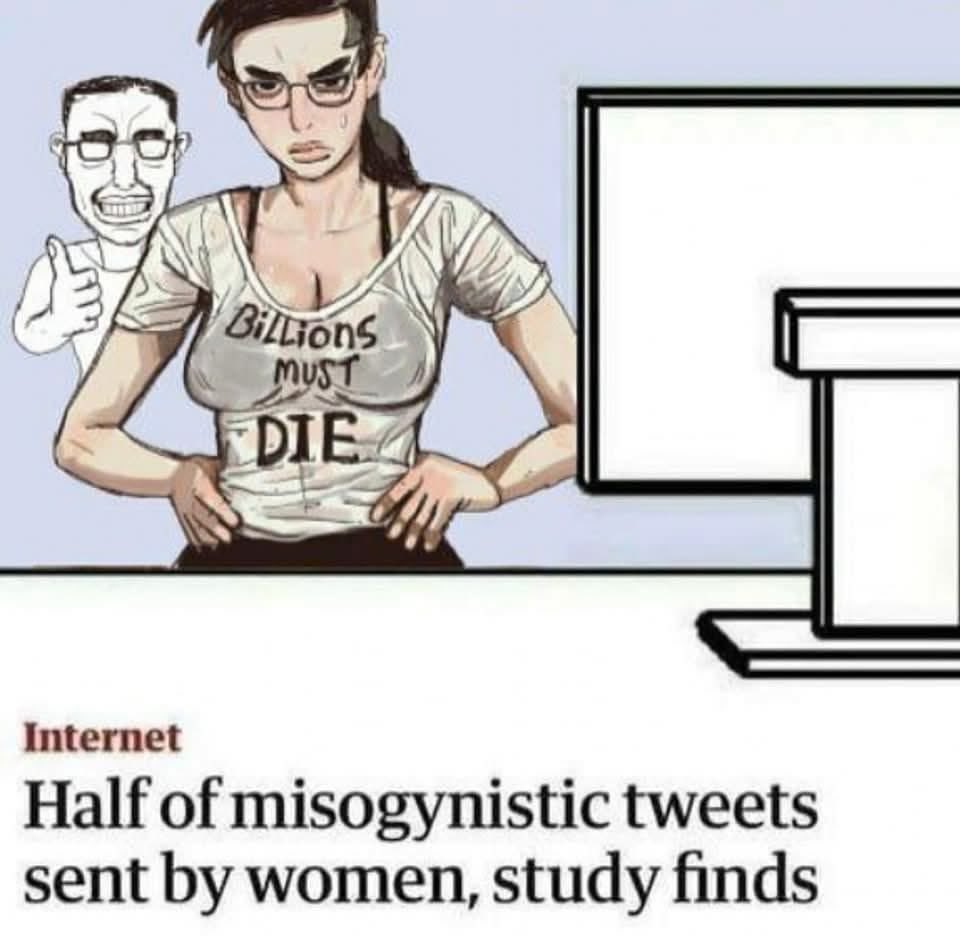 BiLLions
MUST
DIE
Internet
Half of misogynistic tweets
sent by women, study finds